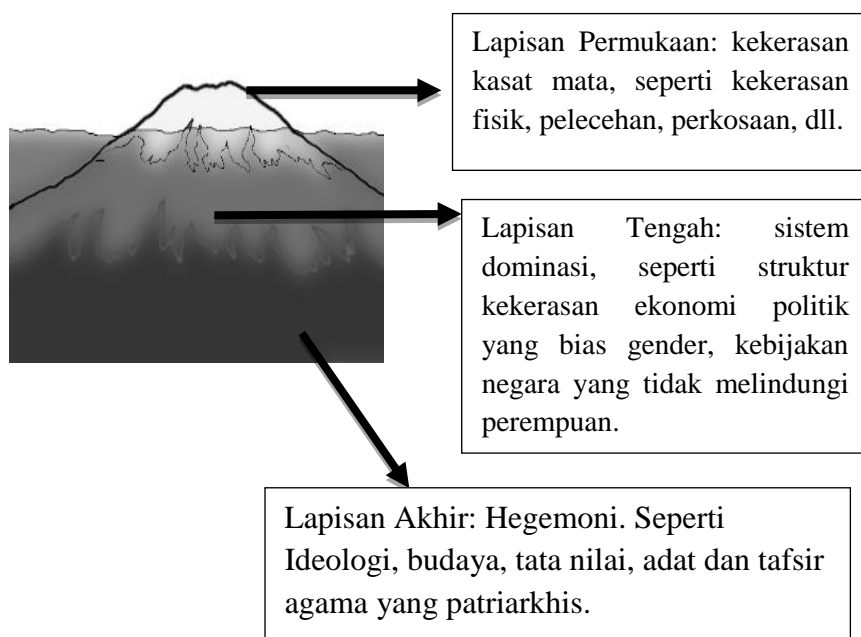 Lapisan Permukaan: kekerasan
kasat mata, seperti kekerasan
fisik, pelecehan, perkosaan, dll.
Lapisan Tengah: sistem
dominasi, seperti struktur
kekerasan ekonomi politik
yang bias gender, kebijakan
negara yang tidak melindungi
perempuan.
Lapisan Akhir: Hegemoni. Seperti
Ideologi, budaya, tata nilai, adat dan tafsir
agama yang patriarkhis.